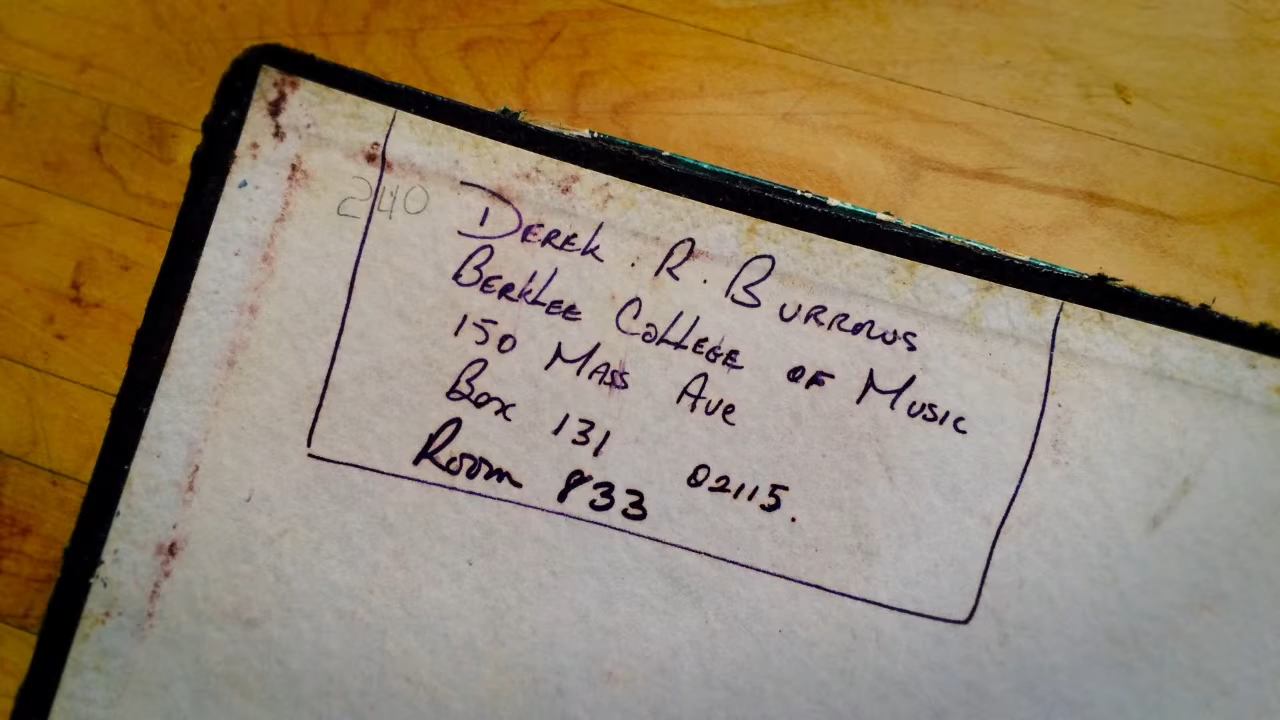 240
Derek R. Burrows
Berklee College of Music
150 Mass Ave
Box 131 02115.
Room 833